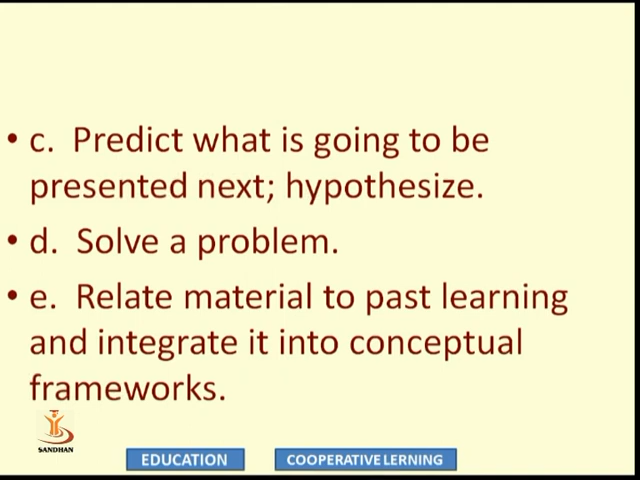 • c.  Predict what is going to be
presented next; hypothesize.
• d.  Solve a problem.
• e.  Relate material to past learning
and integrate it into conceptual
frameworks.
SANDHAN
EDUCATION
COOPERATIVE LERNING